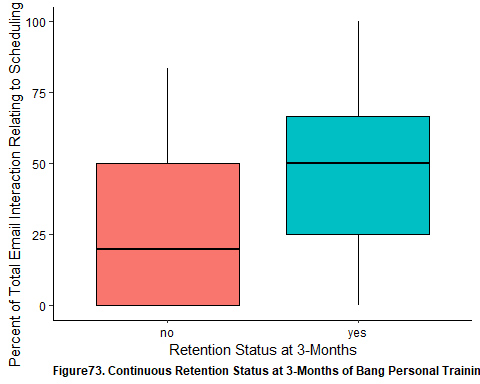 Percent of Total Email Interaction Relating to Scheduling
100
75
50
25
0
no yes
Retention Status at 3-Months
Figure73. Continuous Retention Status at 3-Months of Bang Personal Trainin